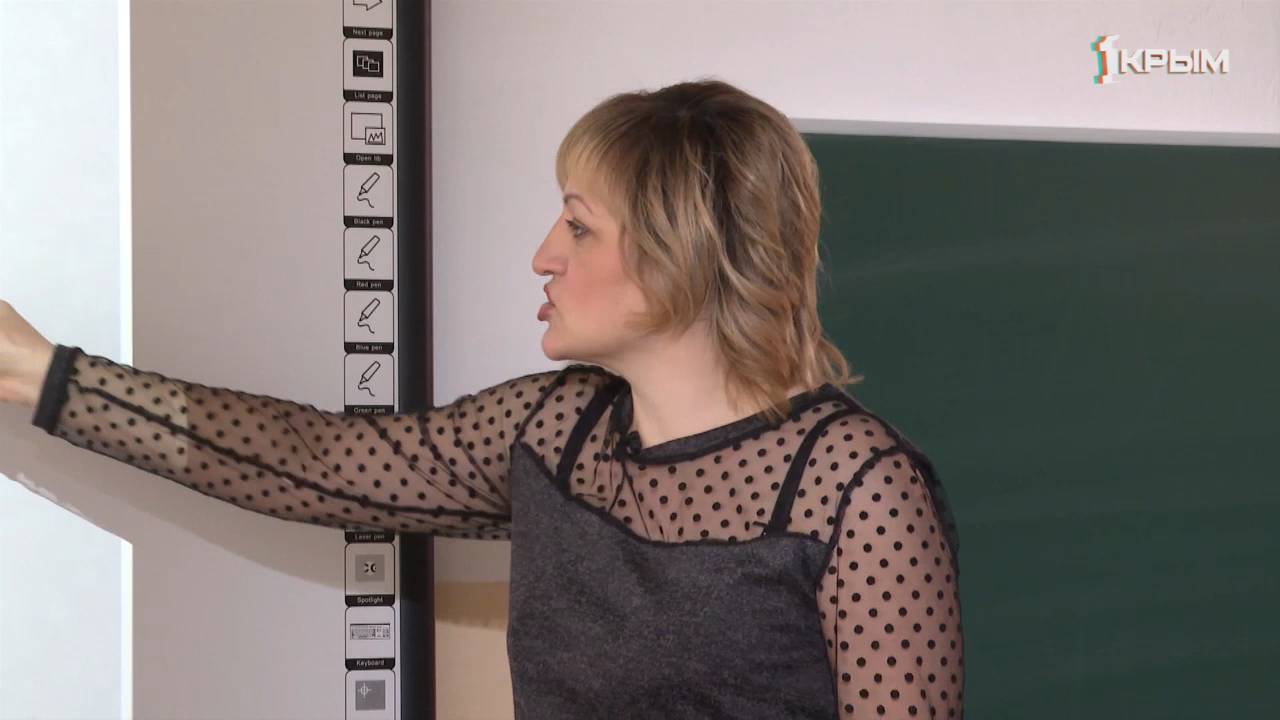 Next page
List page
Open lib
Black pen
Red pen
Blue pen
Green pen
Laser pen
Spotlight
Keyboard
1КРЫМ